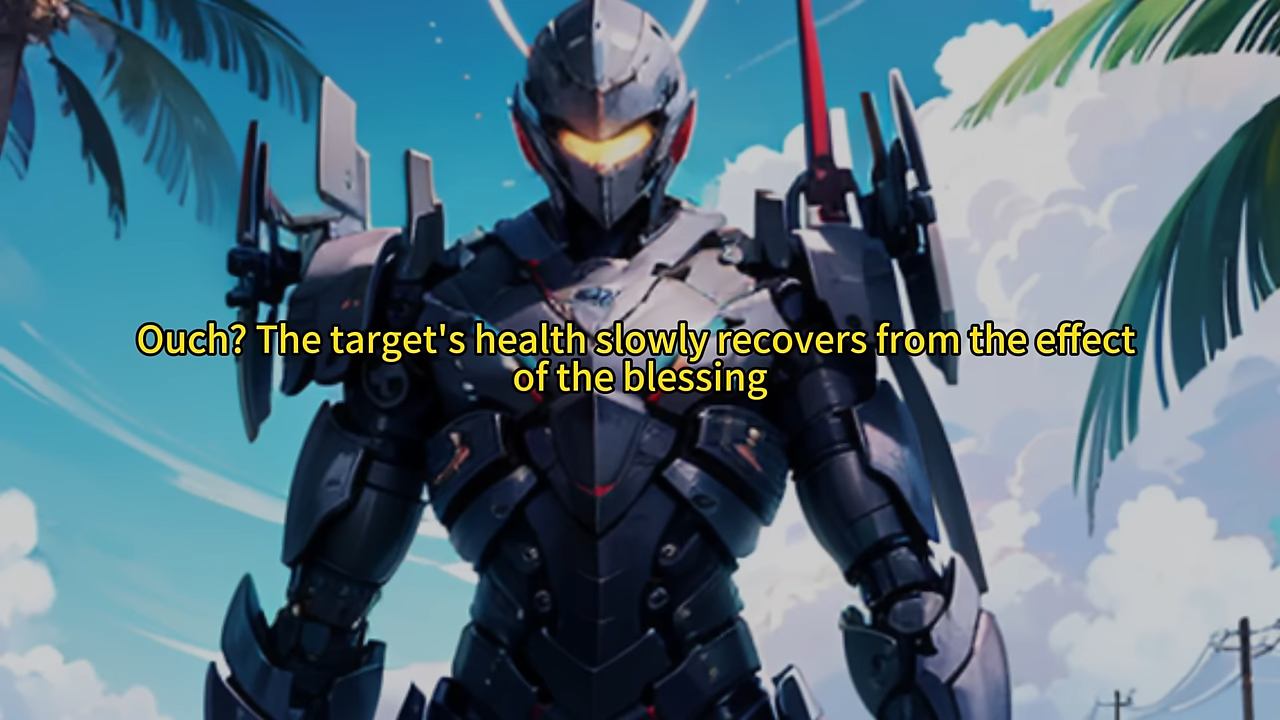 Ouch? The target's health slowly recovers from the effect
of the blessing